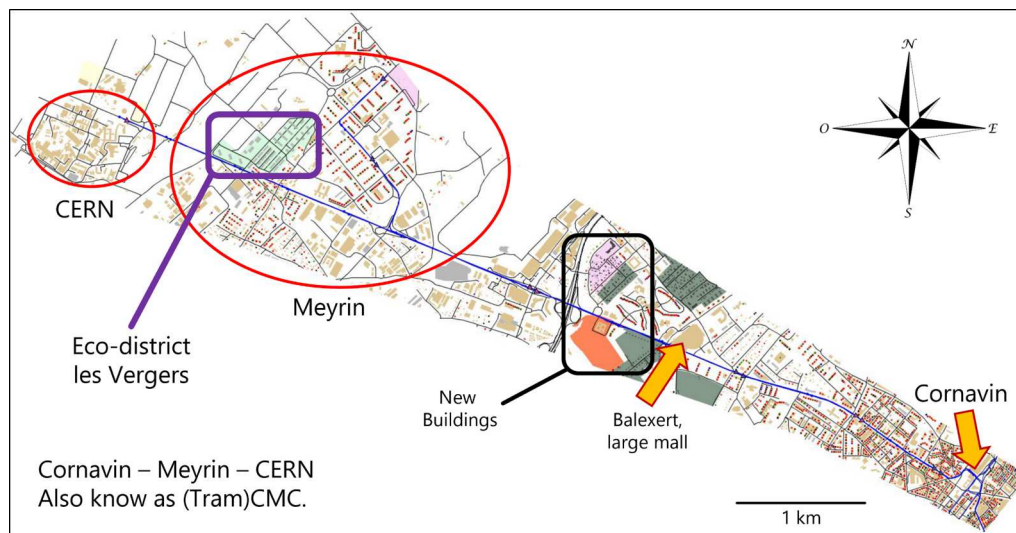 N
O
E
S
CERN
Meyrin
Eco-district
les Vergers
New
Buildings
Balexert,
large mall
Cornavin
Cornavin – Meyrin – CERN
Also know as (Tram)CMC.
1 km